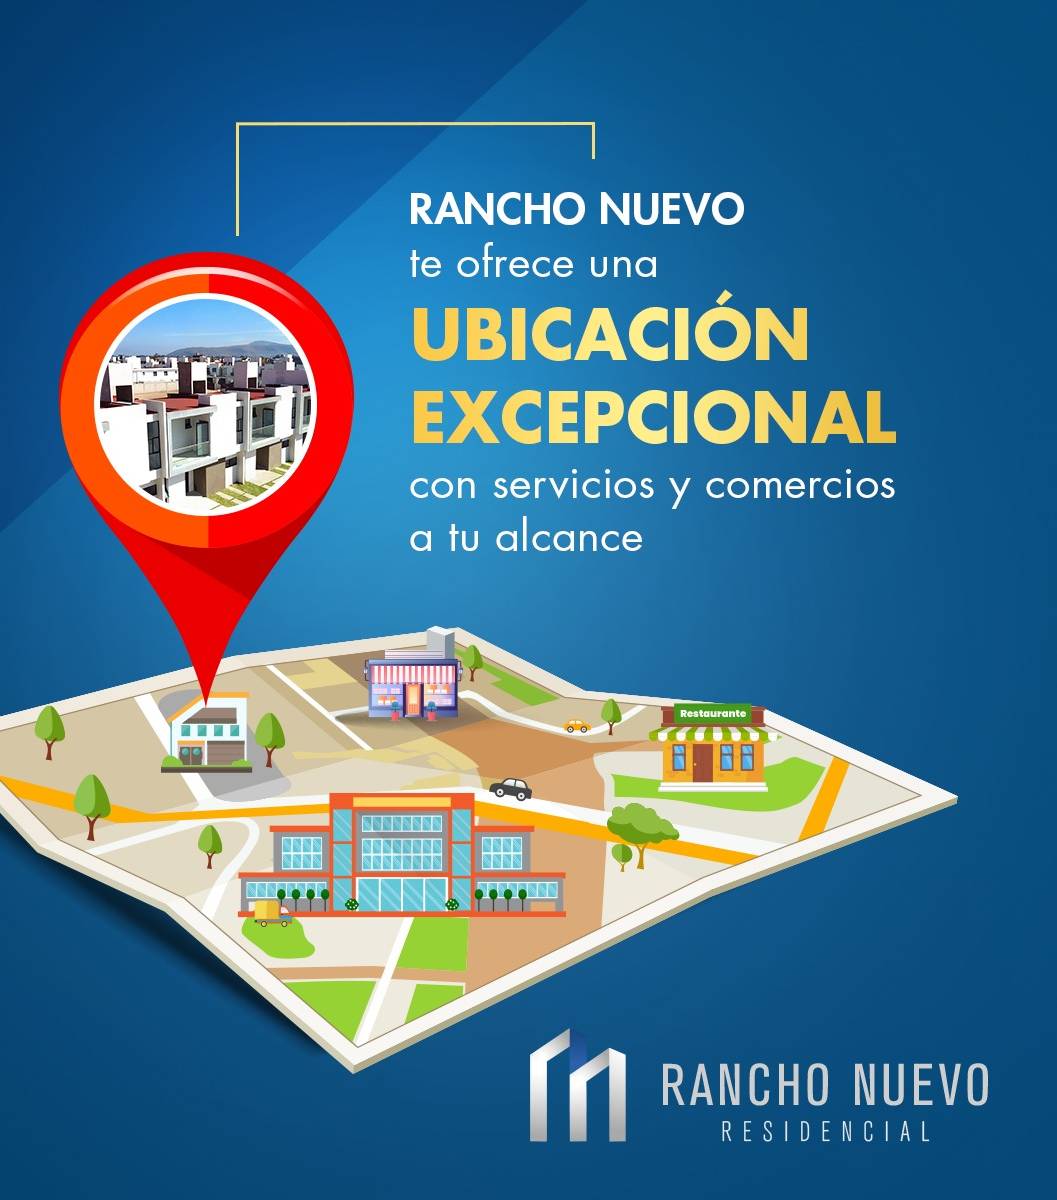 RANCHO NUEVO
te ofrece una
UBICACIÓN
EXCEPCIONAL
con servicios y comercios
a tu alcance
Restaurante
RANCHO NUEVO
RESIDENCIAL